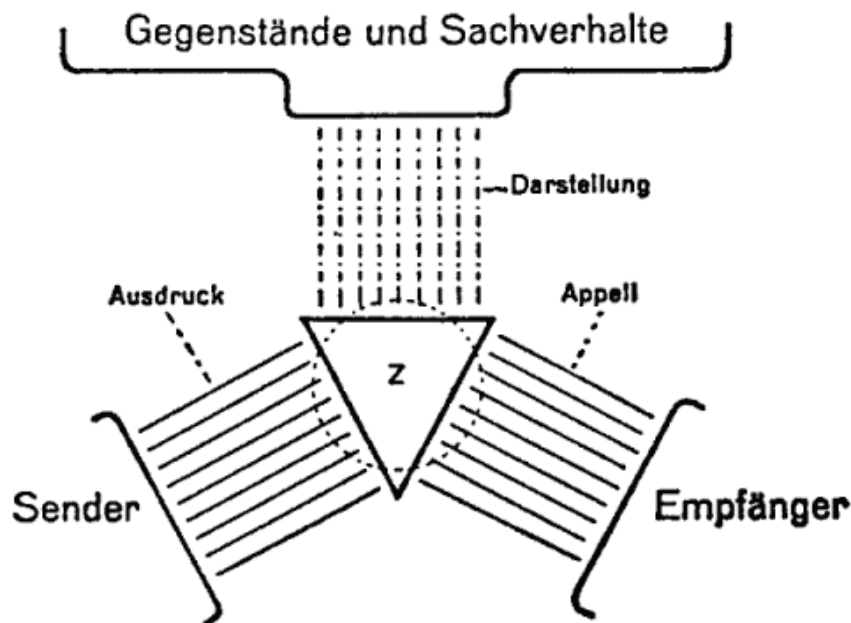 Gegenstände und Sachverhalte
Darstellung
Ausdruck
Appell
Z
Sender
Empfänger